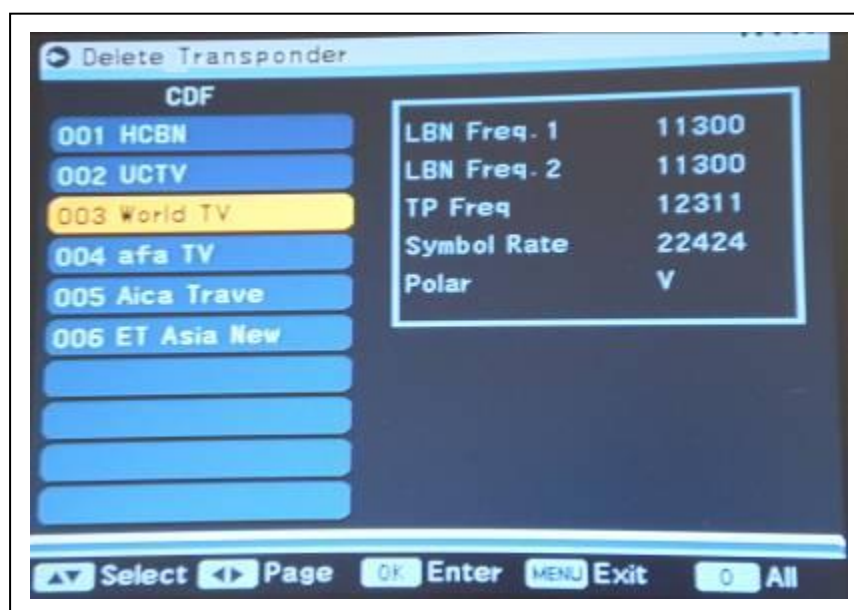 Delete Transponder
CDF
001 HCBN
002 UCTV
003 World TV
004 afa TV
005 Aica Trave
006 ET Asia New
LBN Freq. 1 11300
LBN Freq. 2 11300
TP Freq 12311
Symbol Rate 22424
Polar V
Select Page OK Enter MENU Exit 0 All